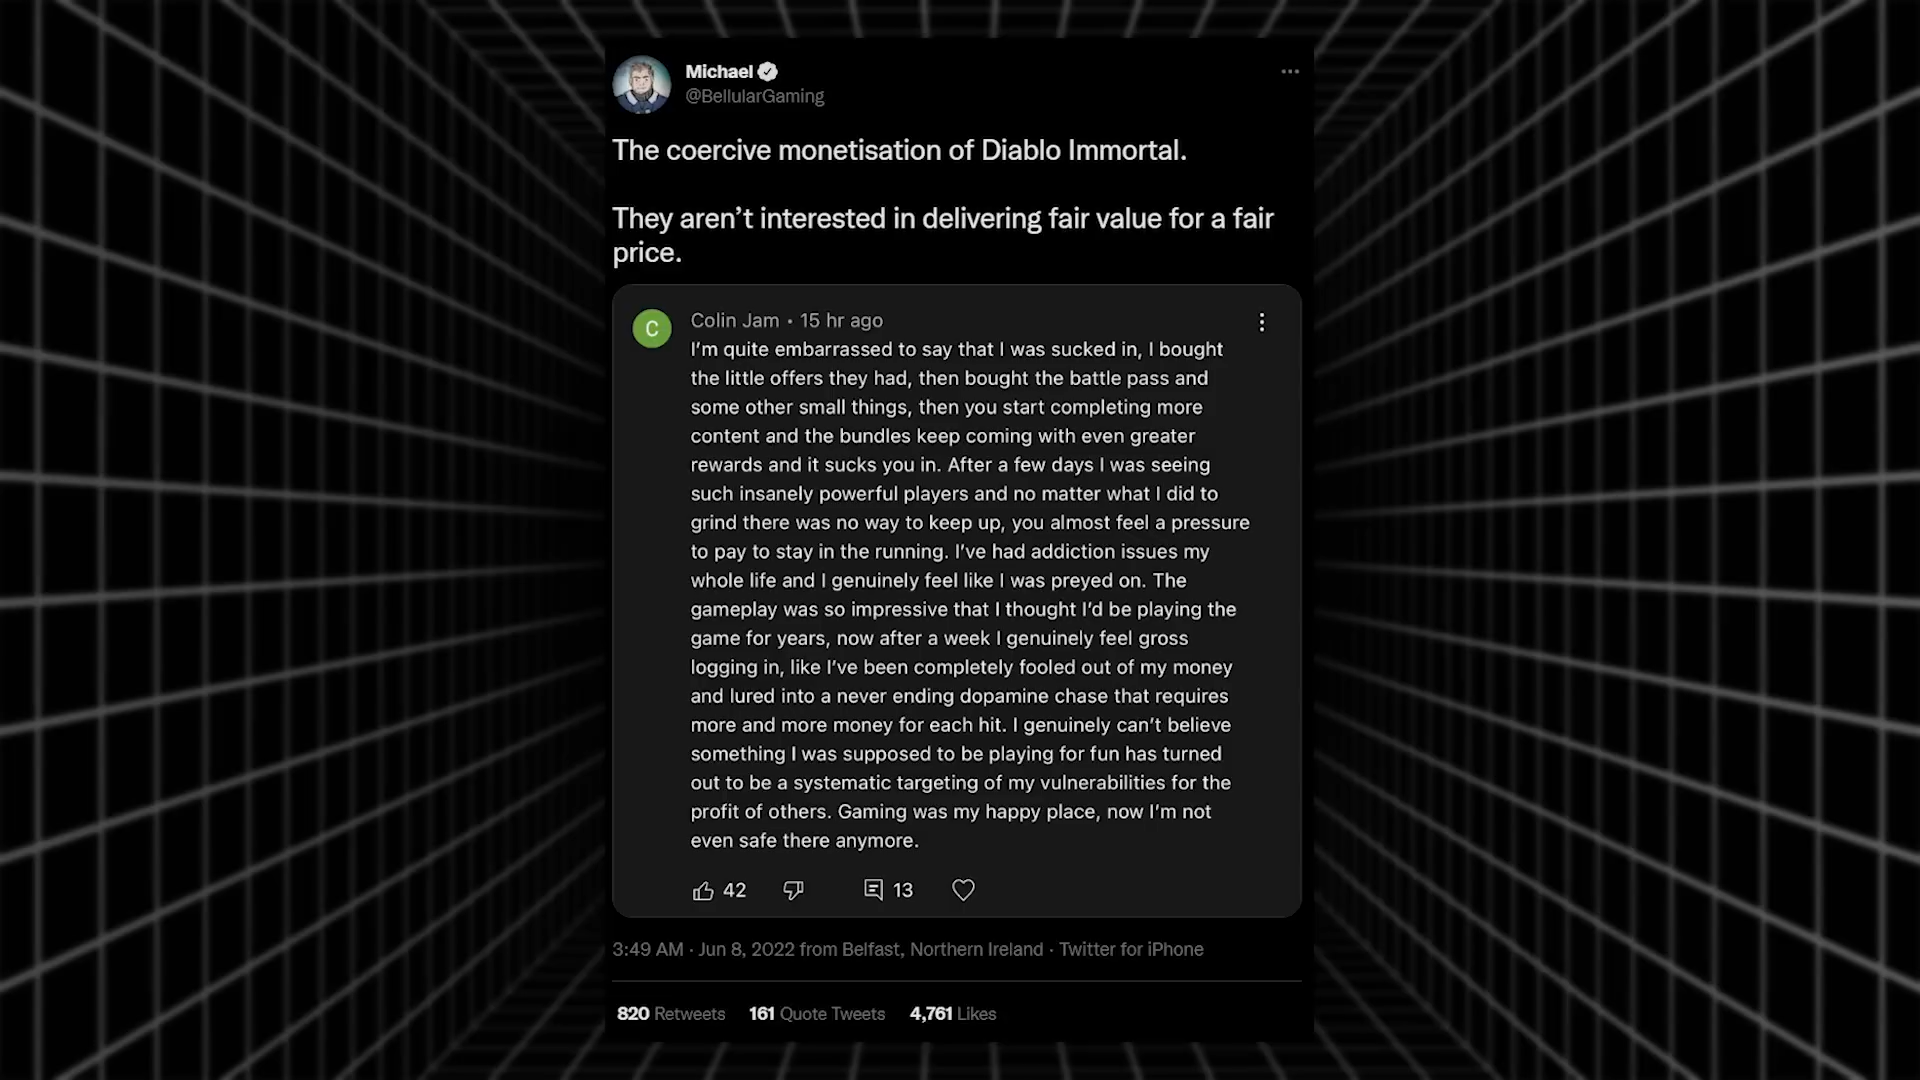 Michael
@BellularGaming
The coercive monetisation of Diablo Immortal.
They aren’t interested in delivering fair value for a fair
price.
C
Colin Jam • 15 hr ago
I’m quite embarrassed to say that I was sucked in, I bought
the little offers they had, then bought the battle pass and
some other small things, then you start completing more
content and the bundles keep coming with even greater
rewards and it sucks you in. After a few days I was seeing
such insanely powerful players and no matter what I did to
grind there was no way to keep up, you almost feel a pressure
to pay to stay in the running. I’ve had addiction issues my
whole life and I genuinely feel like I was preyed on. The
gameplay was so impressive that I thought I’d be playing the
game for years, now after a week I genuinely feel gross
logging in, like I’ve been completely fooled out of my money
and lured into a never ending dopamine chase that requires
more and more money for each hit. I genuinely can’t believe
something I was supposed to be playing for fun has turned
out to be a systematic targeting of my vulnerabilities for the
profit of others. Gaming was my happy place, now I’m not
even safe there anymore.
42 13
3:49 AM · Jun 8, 2022 from Belfast, Northern Ireland · Twitter for iPhone
820 Retweets 161 Quote Tweets 4,761 Likes